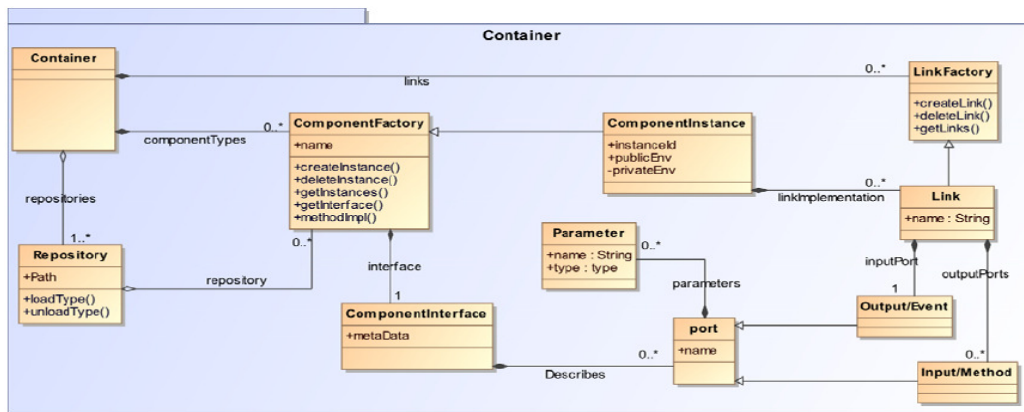 Container
Container
links
0..*
LinkFactory
+createLink()
+deleteLink()
+getLinks()
componentTypes
0..*
ComponentFactory
+name
+createInstance()
+deleteInstance()
+getInstances()
+getInterface()
+methodImpl()
ComponentInstance
+instanceId
+publicEnv
-privateEnv
0..*
linkImplementation
Link
+name : String
repositories
1..*
Repository
+Path
+loadType()
+unloadType()
0..*
repository
interface
1
Parameter
+name : String
+type : type
0..*
parameters
inputPort
1
outputPorts
0..*
Output/Event
ComponentInterface
+metaData
Describes
0..*
port
+name
Input/Method